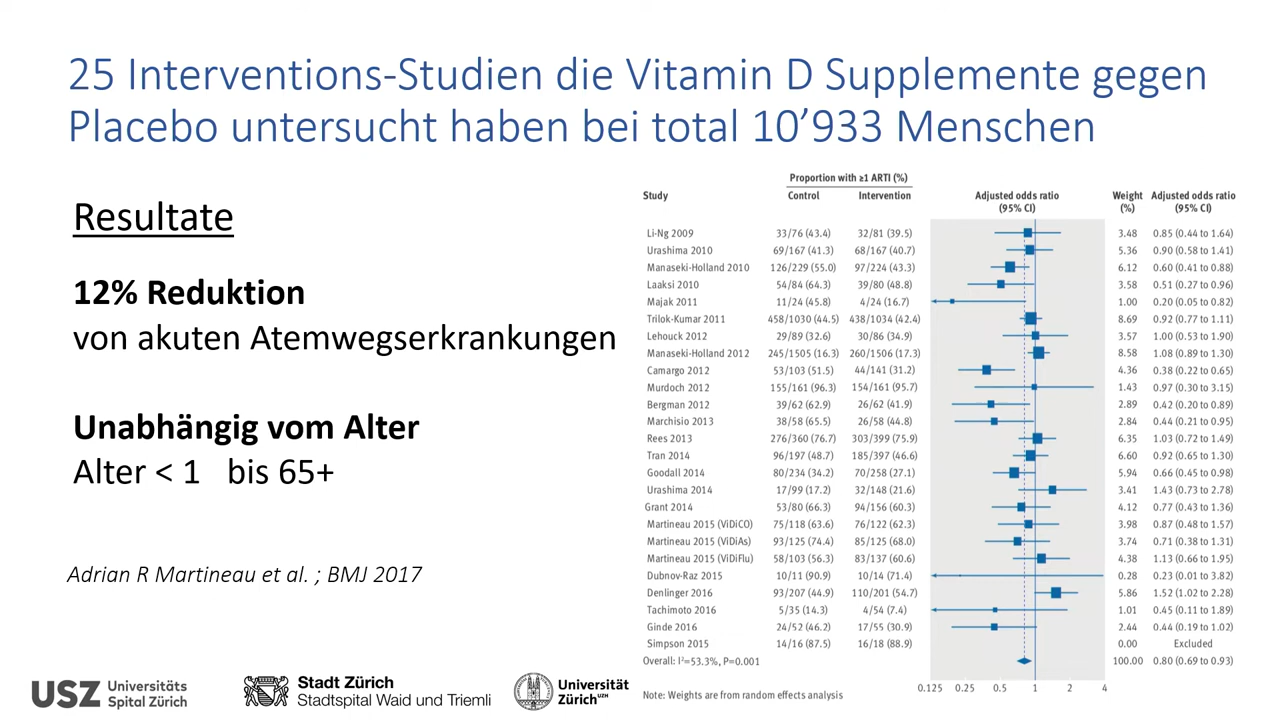 25 Interventions-Studien die Vitamin D Supplemente gegen
Placebo untersucht haben bei total 10’933 Menschen
Resultate
12% Reduktion
von akuten Atemwegserkrankungen
Unabhängig vom Alter
Alter < 1 bis 65+
Adrian R Martineau et al. ; BMJ 2017
Proportion with ≥1 ARTI (%)
Study Control Intervention Adjusted odds ratio (95% CI) Weight (%) Adjusted odds ratio (95% CI)
Li-Ng 2009 33/76 (43.4) 32/81 (39.5) 3.48 0.85 (0.44 to 1.64)
Urashima 2010 69/167 (41.3) 68/167 (40.7) 5.36 0.90 (0.58 to 1.41)
Manaseki-Holland 2010 126/229 (55.0) 97/224 (43.3) 6.12 0.60 (0.41 to 0.88)
Laaksi 2010 54/84 (64.3) 39/80 (48.8) 3.58 0.51 (0.27 to 0.96)
Majak 2011 11/24 (45.8) 4/24 (16.7) 1.00 0.20 (0.05 to 0.82)
Trilok-Kumar 2011 458/1030 (44.5) 438/1034 (42.4) 8.69 0.92 (0.77 to 1.11)
Lehouck 2012 29/89 (32.6) 30/86 (34.9) 3.57 1.00 (0.53 to 1.90)
Manaseki-Holland 2012 245/1505 (16.3) 260/1506 (17.3) 8.58 1.08 (0.89 to 1.30)
Camargo 2012 53/103 (51.5) 44/141 (31.2) 4.36 0.38 (0.22 to 0.65)
Murdoch 2012 155/161 (96.3) 154/161 (95.7) 1.43 0.97 (0.30 to 3.15)
Bergman 2012 39/62 (62.9) 26/62 (41.9) 2.89 0.42 (0.20 to 0.89)
Marchisio 2013 38/58 (65.5) 26/58 (44.8) 2.84 0.44 (0.21 to 0.95)
Rees 2013 276/360 (76.7) 303/399 (75.9) 6.35 1.03 (0.72 to 1.49)
Tran 2014 96/197 (48.7) 185/397 (46.6) 6.60 0.92 (0.65 to 1.30)
Goodall 2014 80/234 (34.2) 70/258 (27.1) 5.94 0.66 (0.45 to 0.98)
Urashima 2014 17/99 (17.2) 32/148 (21.6) 3.41 1.43 (0.73 to 2.78)
Grant 2014 53/80 (66.3) 94/156 (60.3) 4.12 0.77 (0.43 to 1.36)
Martineau 2015 (ViDiCO) 75/118 (63.6) 76/122 (62.3) 3.98 0.87 (0.48 to 1.57)
Martineau 2015 (ViDiAs) 93/125 (74.4) 85/125 (68.0) 3.74 0.71 (0.38 to 1.31)
Martineau 2015 (ViDiFlu) 58/103 (56.3) 83/137 (60.6) 4.38 1.13 (0.66 to 1.95)
Dubnov-Raz 2015 10/11 (90.9) 10/14 (71.4) 0.28 0.23 (0.01 to 3.82)
Denlinger 2016 93/207 (44.9) 110/201 (54.7) 5.86 1.52 (1.02 to 2.28)
Tachimoto 2016 5/35 (14.3) 4/54 (7.4) 1.01 0.45 (0.11 to 1.89)
Ginde 2016 24/52 (46.2) 17/55 (30.9) 2.44 0.44 (0.19 to 1.02)
Simpson 2015 14/16 (87.5) 16/18 (88.9) 0.00 Excluded
Overall: I²=53.3%, P=0.001 100.00 0.80 (0.69 to 0.93)
0.125 0.25 0.5 1 2 4
Note: Weights are from random effects analysis
USZ Universitäts
Spital Zürich
Stadt Zürich
Stadtspital Waid und Triemli
Universität
Zürich UZH